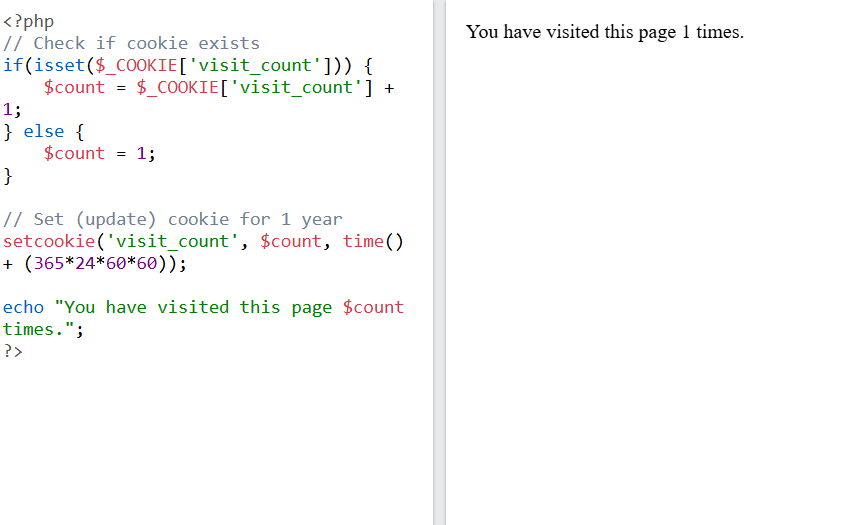 <?php
// Check if cookie exists
if(isset($_COOKIE['visit_count'])) {
    $count = $_COOKIE['visit_count'] +
1;
} else {
    $count = 1;
}

// Set (update) cookie for 1 year
setcookie('visit_count', $count, time()
+ (365*24*60*60));

echo "You have visited this page $count
times.";
?>
You have visited this page 1 times.